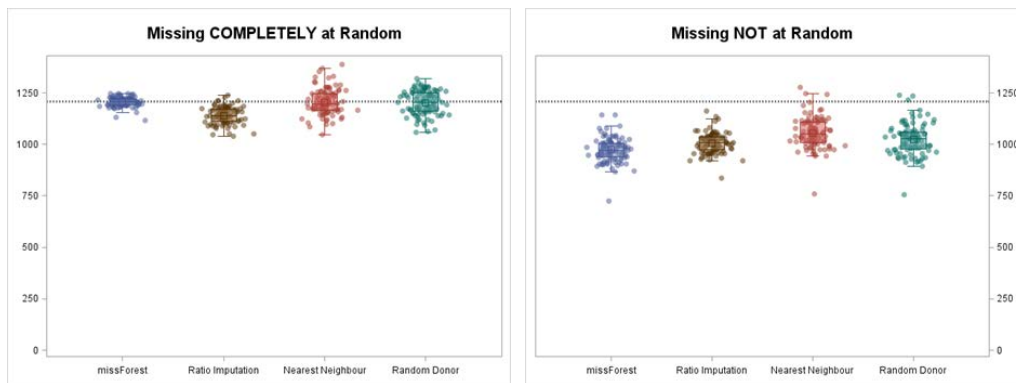 Missing COMPLETELY at Random
1250
1000
750
500
250
0
missForest
Ratio Imputation
Nearest Neighbour
Random Donor
Missing NOT at Random
1250
1000
750
500
250
0
missForest
Ratio Imputation
Nearest Neighbour
Random Donor